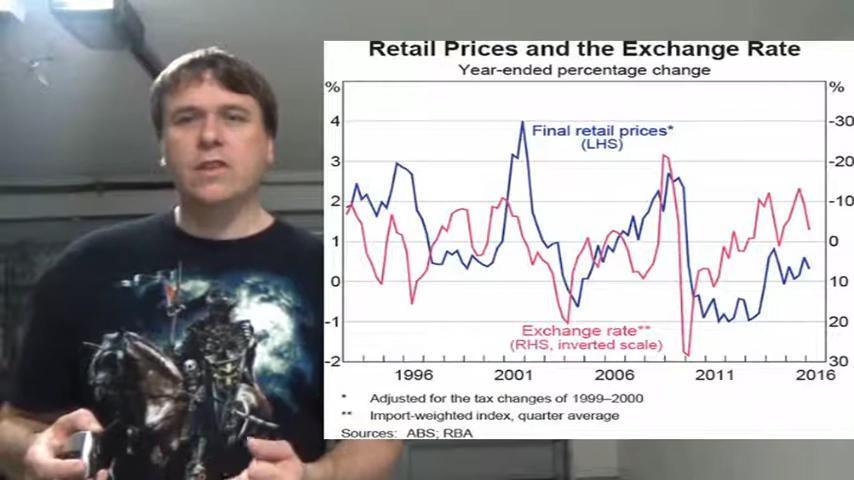 Retail Prices and the Exchange Rate
Year-ended percentage change
% %
4 -30
Final retail prices*
(LHS)
3 -20
2 -10
1 0
0 10
-1 20
Exchange rate**
(RHS, inverted scale)
-2 30
1996 2001 2006 2011 2016
* Adjusted for the tax changes of 1999–2000
** Import-weighted index, quarter average
Sources: ABS; RBA